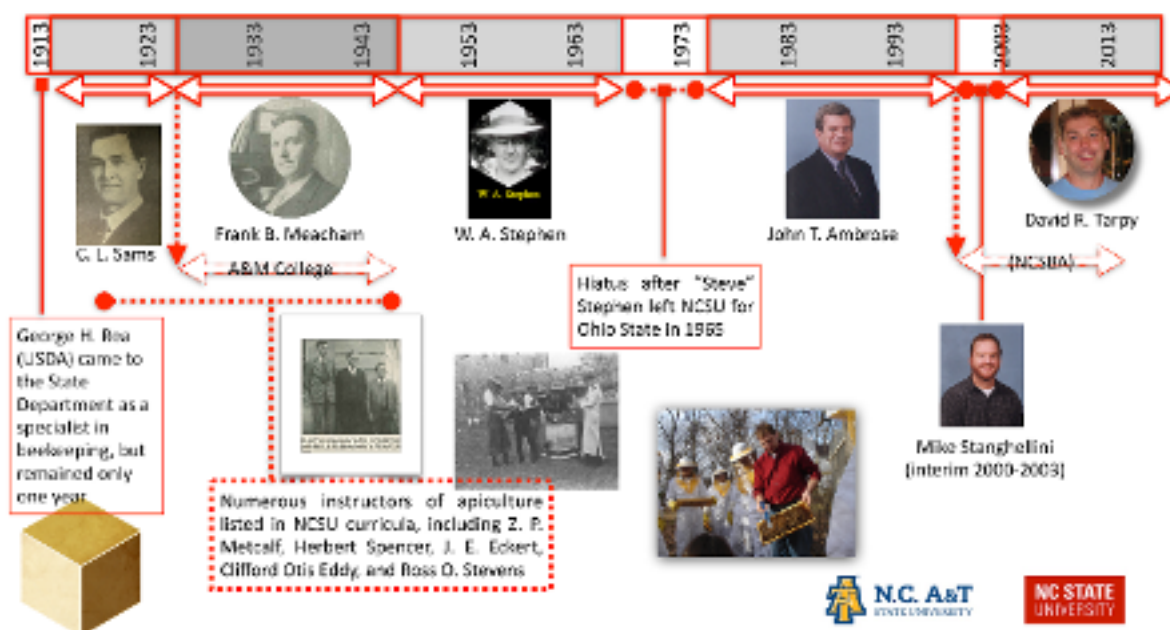 1913
1923
1933
1943
1953
1963
1973
1983
1993
2003
2013
C. L. Sams
Frank B. Meacham
W. A. Stephen
W. A. Stephen
John T. Ambrose
David R. Tarpy
A&M College
(NCSBA)
Hiatus after "Steve"
Stephen left NCSU for
Ohio State in 1965
George H. Rea
(USDA) came to
the State
Department as a
specialist in
beekeeping, but
remained only
one year
Mike Stanghellini
(interim 2000-2003)
Numerous instructors of apiculture
listed in NCSU curricula, including Z. P.
Metcalf, Herbert Spencer, J. E. Eckert,
Clifford Otis Eddy, and Ross O. Stevens
N.C. A&T
STATE UNIVERSITY
NC STATE
UNIVERSITY